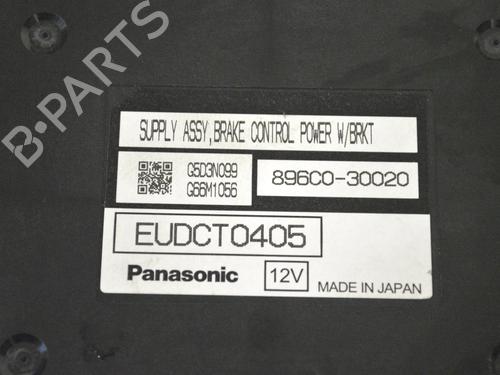 B-PARTS
SUPPLY ASSY,BRAKE CONTROL POWER W/BRKT
G5D3N099
G66M1056
896C0-30020
EUDCT0405
Panasonic
12V
MADE IN JAPAN